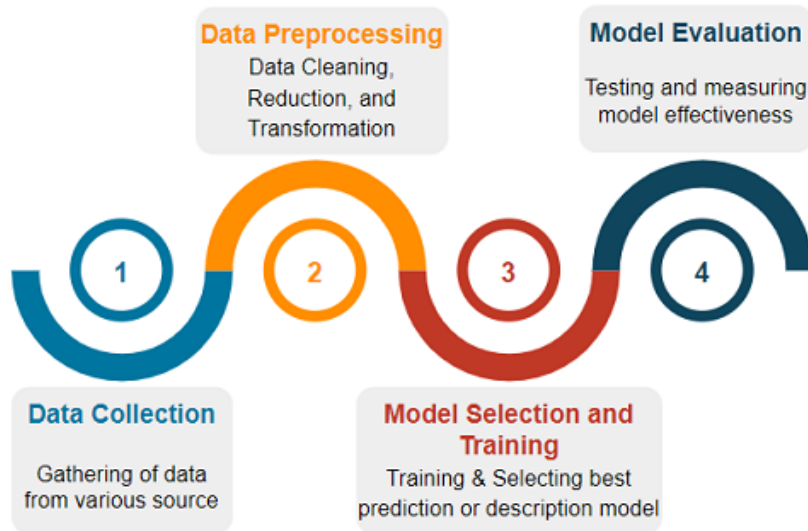 Data Preprocessing
Data Cleaning,
Reduction, and
Transformation
Model Evaluation
Testing and measuring
model effectiveness
1
2
3
4
Data Collection
Gathering of data
from various source
Model Selection and
Training
Training & Selecting best
prediction or description model